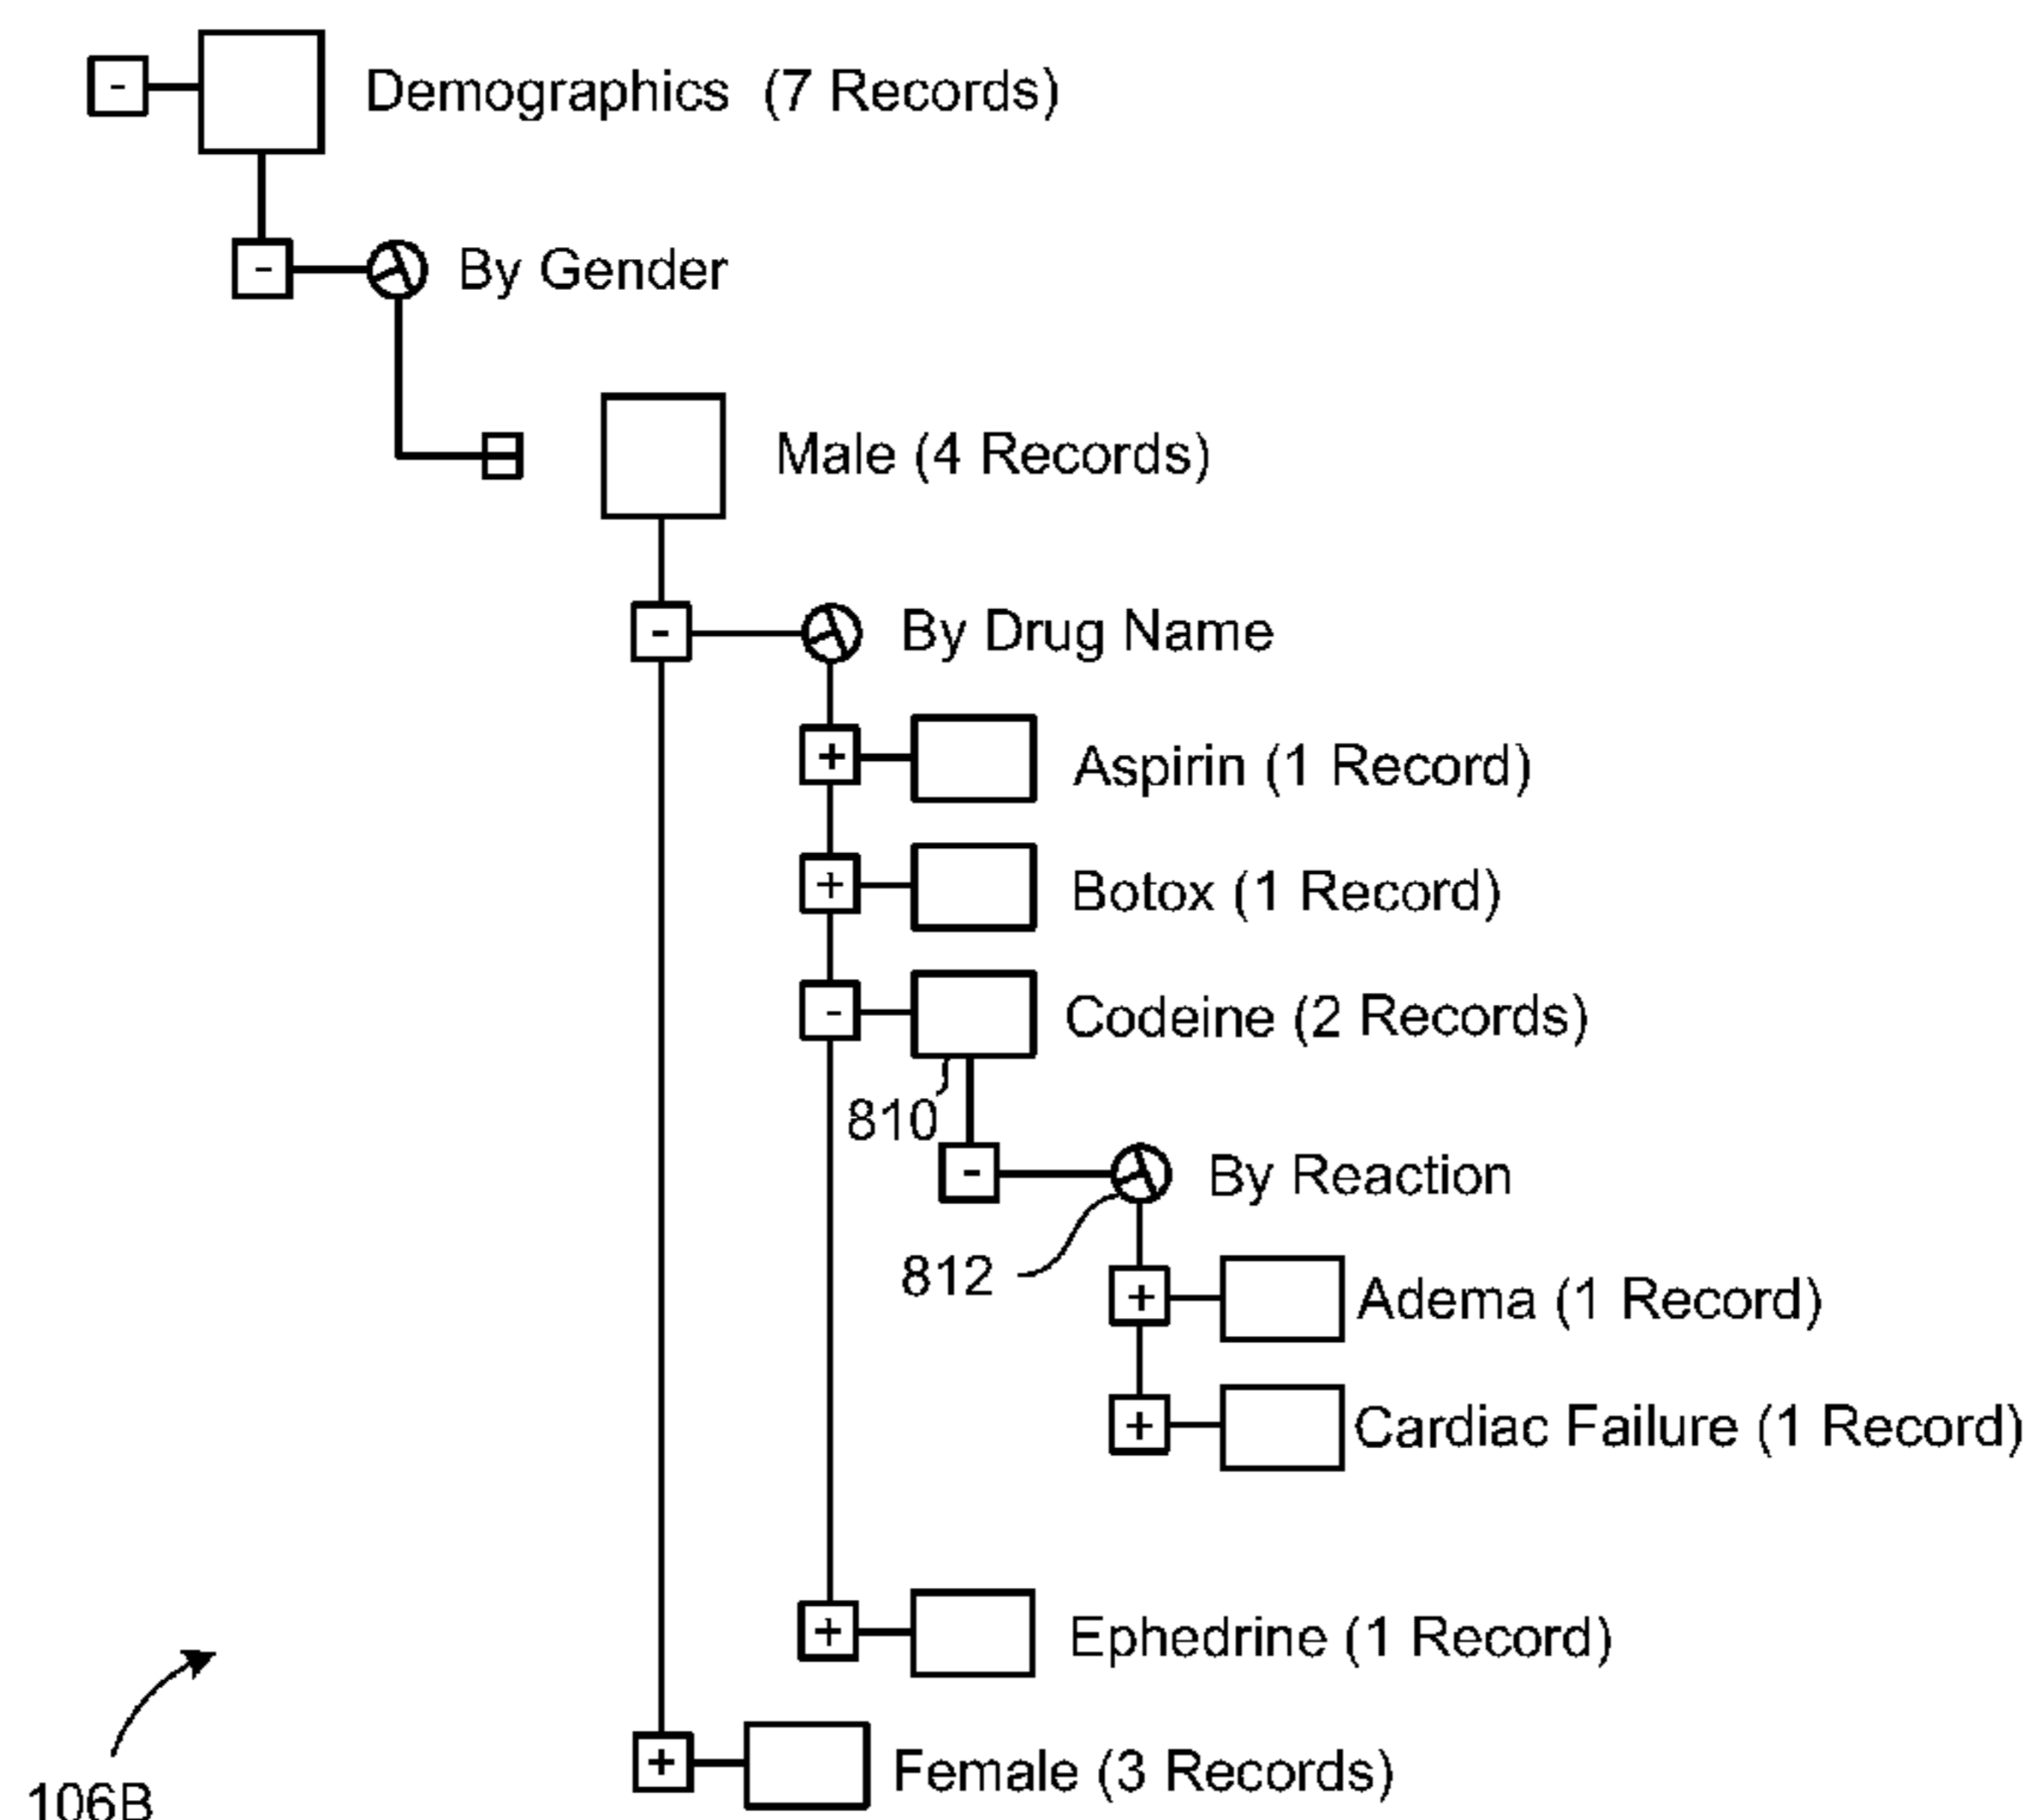 - Demographics (7 Records)
- By Gender
Male (4 Records)
- By Drug Name
+ Aspirin (1 Record)
+ Botox (1 Record)
- Codeine (2 Records)
810
- By Reaction
812
+ Adema (1 Record)
+ Cardiac Failure (1 Record)
+ Ephedrine (1 Record)
+ Female (3 Records)
106B